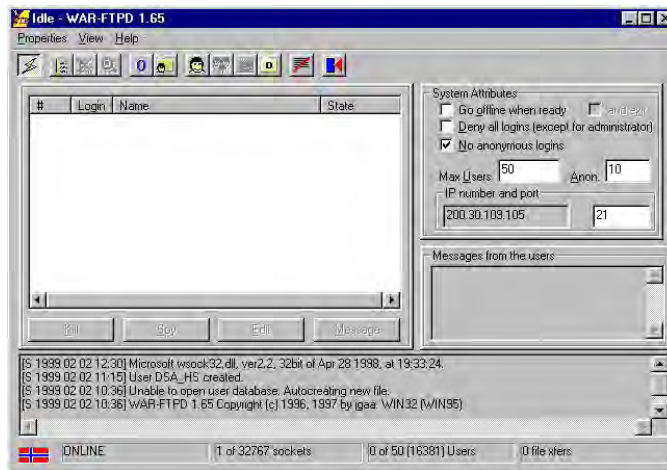 Idle - WAR-FTPD 1.65
Properties View Help
# Login Name State
System Attributes
Go offline when ready and exit
Deny all logins (except for administrator)
No anonymous logins
Max Users 50 Anon. 10
IP number and port
200.30.109.105 21
Messages from the users
Kill Spy Edit Message
[S 1999 02 02 12:30] Microsoft wsock32.dll, ver2.2, 32bit of Apr 28 1998, at 19:33:24.
[S 1999 02 02 11:15] User DSA_HS created.
[S 1999 02 02 10:36] Unable to open user database. Autocreating new file.
[S 1999 02 02 10:36] WAR-FTPD 1.65 Copyright (c) 1996, 1997 by jgaa. WIN32 (WIN95)
ONLINE 1 of 32767 sockets 0 of 50 (16381) Users 0 file xfers